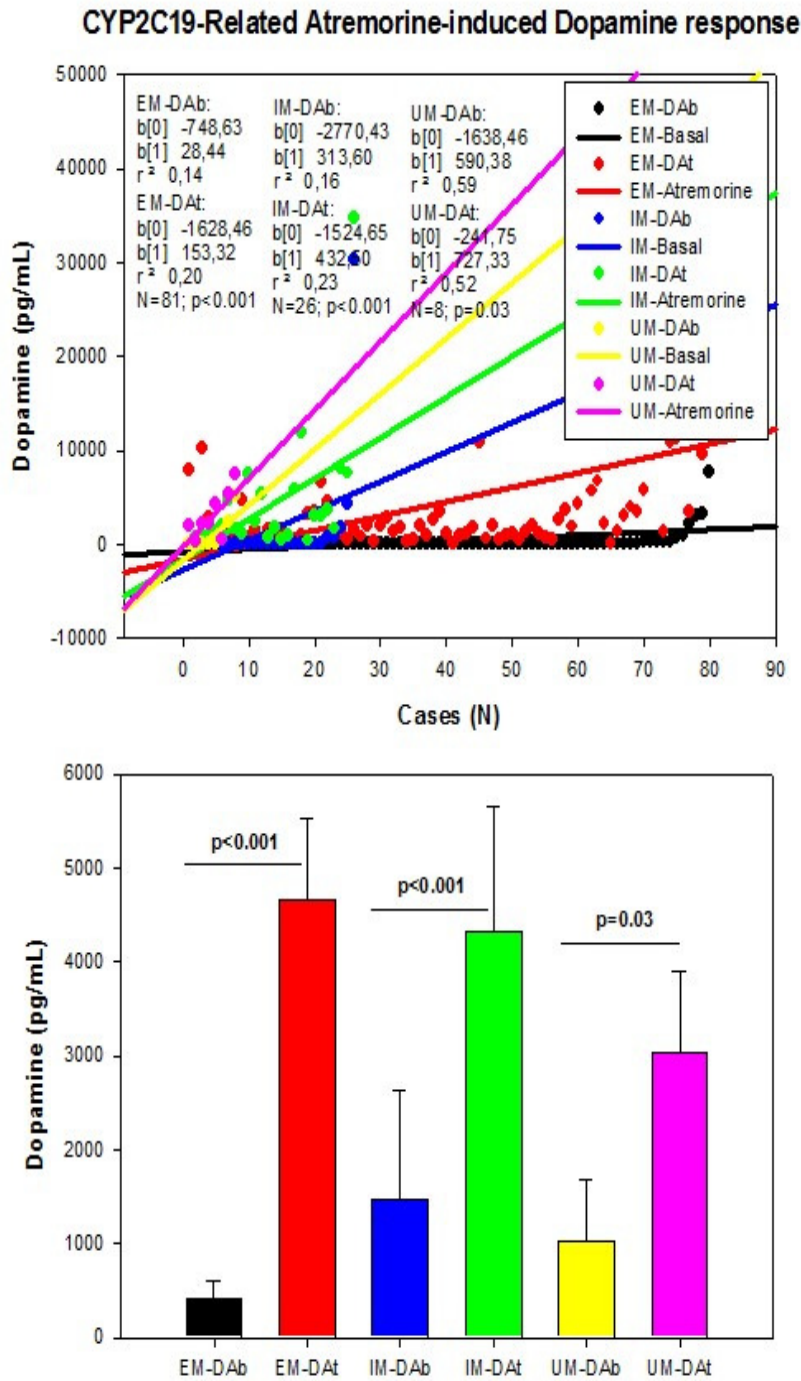 CYP2C19-Related Atremorine-induced Dopamine response
50000
40000
30000
20000
10000
0
-10000
Dopamine (pg/mL)
EM-DAb:
b[0] -748,63
b[1] 28,44
r ² 0,14
EM-DAt:
b[0] -1628,46
b[1] 153,32
r ² 0,20
N=81; p<0.001
IM-DAb:
b[0] -2770,43
b[1] 313,60
r ² 0,16
IM-DAt:
b[0] -1524,65
b[1] 432,60
r ² 0,23
N=26; p<0.001
UM-DAb:
b[0] -1638,46
b[1] 590,38
r ² 0,59
UM-DAt:
b[0] -241,75
b[1] 727,33
r ² 0,52
N=8; p=0.03
EM-DAb
EM-Basal
EM-DAt
EM-Atremorine
IM-DAb
IM-Basal
IM-DAt
IM-Atremorine
UM-DAb
UM-Basal
UM-DAt
UM-Atremorine
0 10 20 30 40 50 60 70 80 90
Cases (N)
6000
5000
4000
3000
2000
1000
0
Dopamine (pg/mL)
p<0.001
p<0.001
p=0.03
EM-DAb EM-DAt IM-DAb IM-DAt UM-DAb UM-DAt